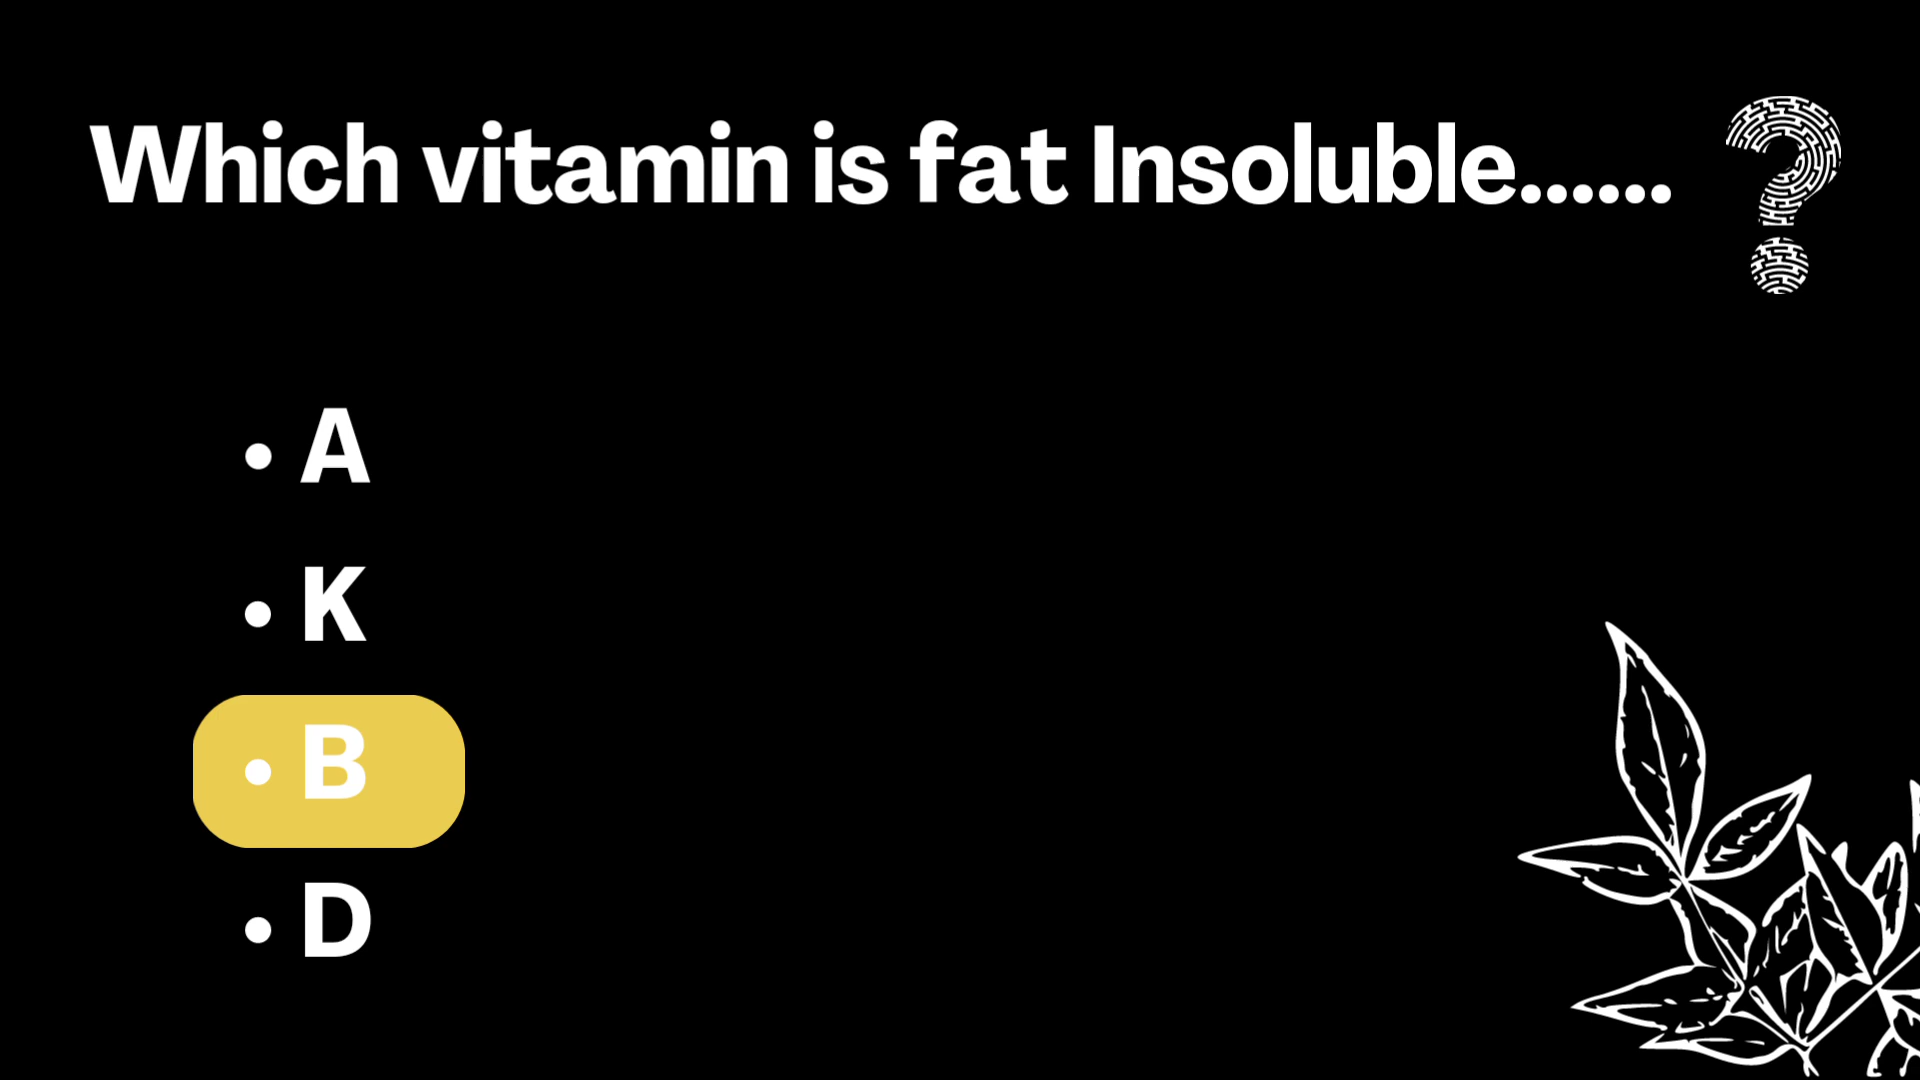 Which vitamin is fat Insoluble...... ?
• A
• K
• B
• D